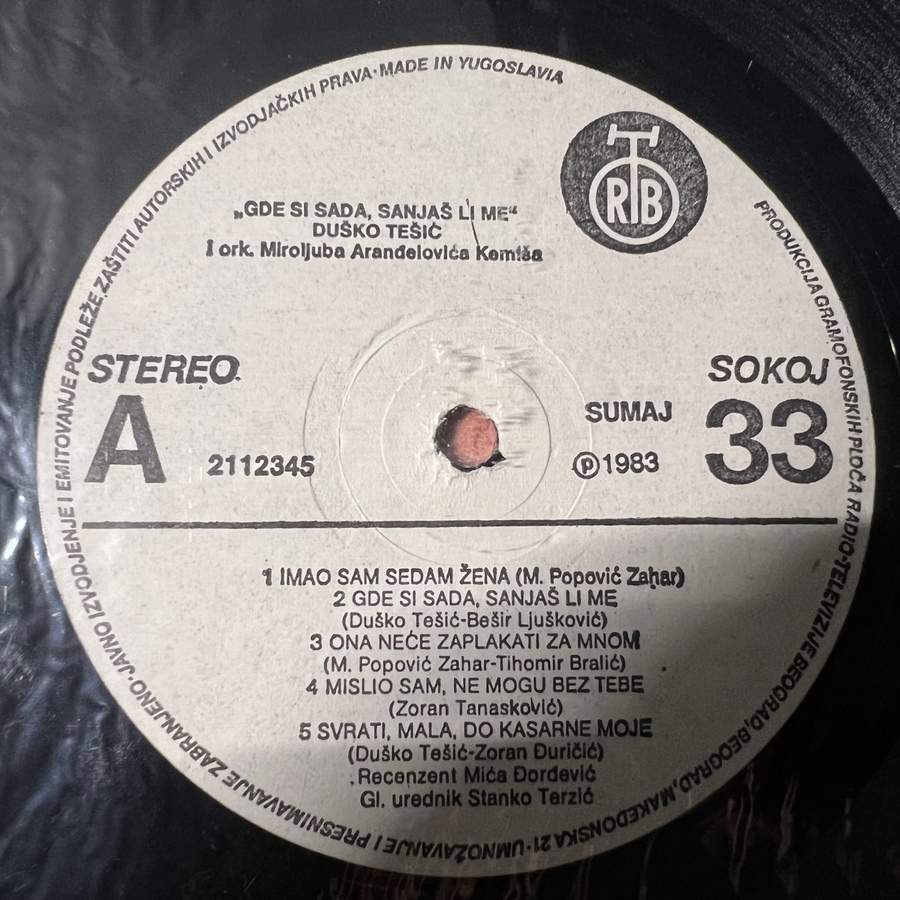 JAVNO IZVODJENJE I EMITOVANJE PODLEŽE ZAŠTITI AUTORSKIH I IZVODJAČKIH PRAVA · MADE IN YUGOSLAVIA
PRODUKCIJA GRAMOFONSKIH PLOČA RADIO-TELEVIZIJE BEOGRAD, BEOGRAD, MAKEDONSKA 21 · UMNOŽAVANJE I PRESNIMAVANJE ZABRANJENO ·
RTB
„GDE SI SADA, SANJAŠ LI ME“
DUŠKO TEŠIĆ
I ork. Miroljuba Aranđelovića Kemiša
STEREO
SOKOJ
A
2112345
SUMAJ
℗ 1983
33
1 IMAO SAM SEDAM ŽENA (M. Popović Zahar)
2 GDE SI SADA, SANJAŠ LI ME
(Duško Tešić-Bešir Ljušković)
3 ONA NEĆE ZAPLAKATI ZA MNOM
(M. Popović Zahar-Tihomir Bralić)
4 MISLIO SAM, NE MOGU BEZ TEBE
(Zoran Tanasković)
5 SVRATI, MALA, DO KASARNE MOJE
(Duško Tešić-Zoran Đuričić)
Recenzent Mića Đorđević
Gl. urednik Stanko Terzić